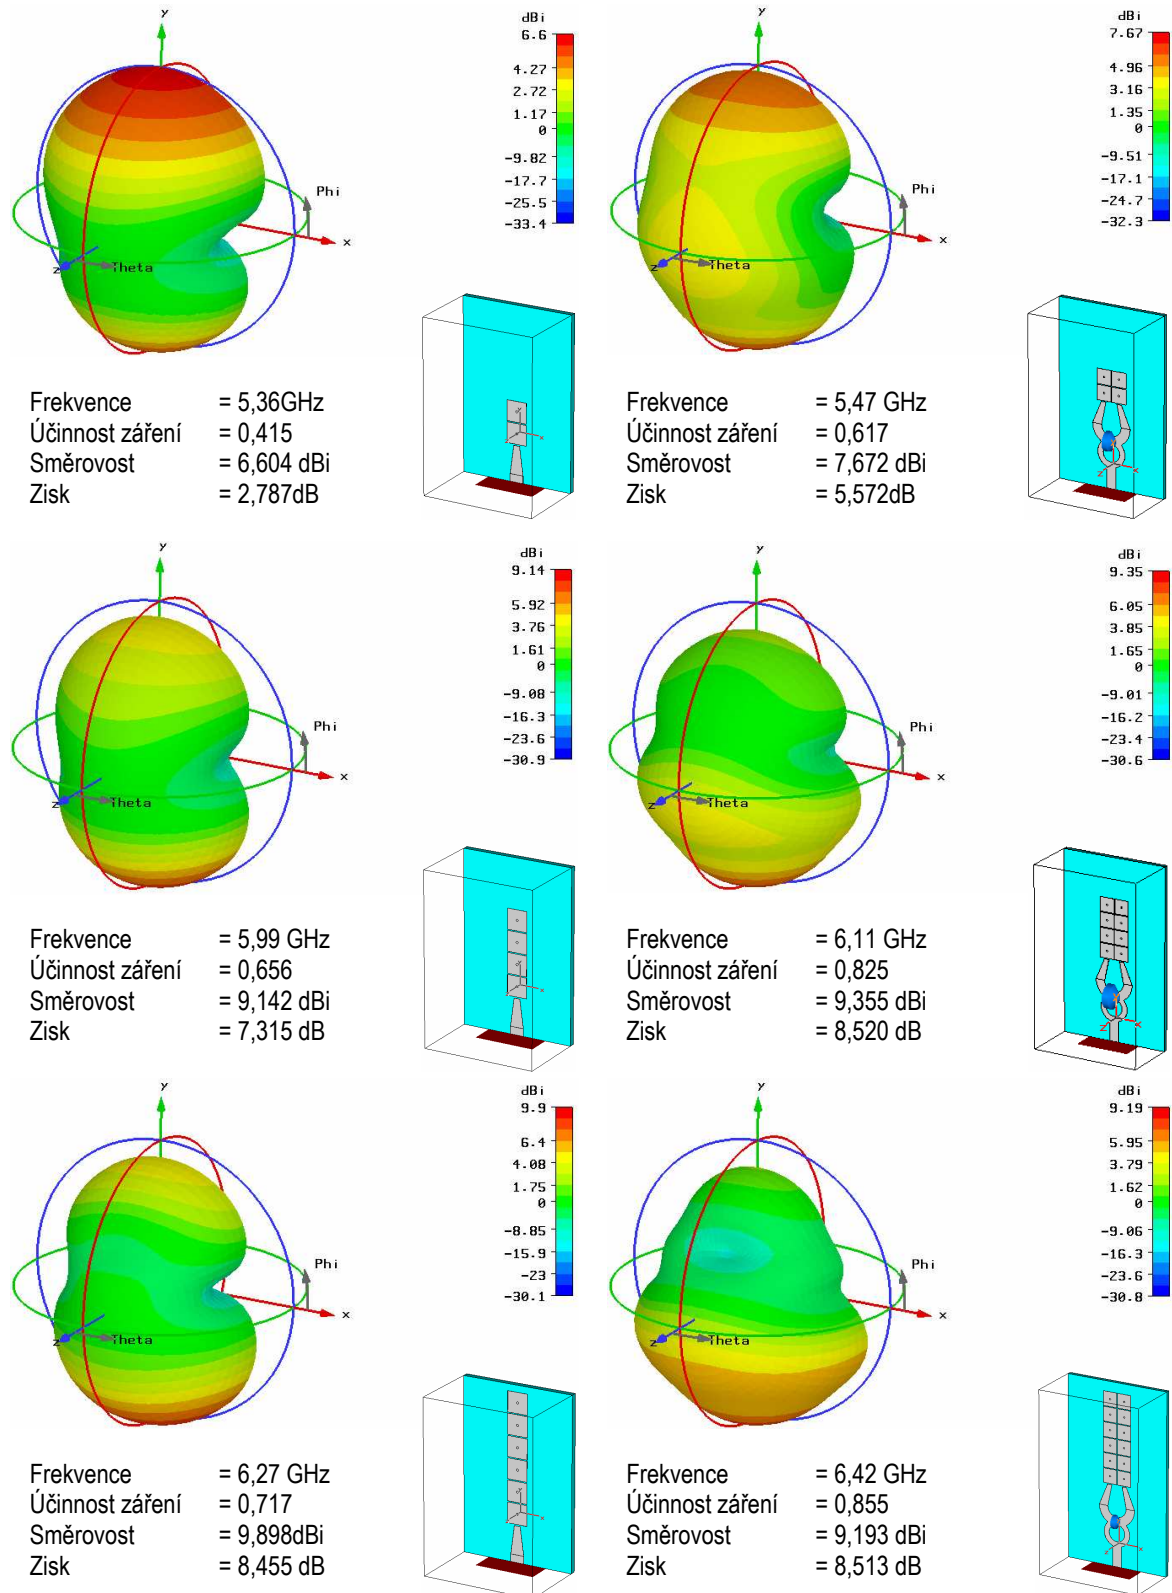 y
dBi
6.6
4.27
2.72
1.17
0
-9.82
-17.7
-25.5
-33.4
Phi
x
z
Theta
Frekvence = 5,36GHz
Účinnost záření = 0,415
Směrovost = 6,604 dBi
Zisk = 2,787dB
y
dBi
7.67
4.96
3.16
1.35
0
-9.51
-17.1
-24.7
-32.3
Phi
x
z
Theta
Frekvence = 5,47 GHz
Účinnost záření = 0,617
Směrovost = 7,672 dBi
Zisk = 5,572dB
y
dBi
9.14
5.92
3.76
1.61
0
-9.08
-16.3
-23.6
-30.9
Phi
x
z
Theta
Frekvence = 5,99 GHz
Účinnost záření = 0,656
Směrovost = 9,142 dBi
Zisk = 7,315 dB
y
dBi
9.35
6.05
3.85
1.65
0
-9.01
-16.2
-23.4
-30.6
Phi
x
z
Theta
Frekvence = 6,11 GHz
Účinnost záření = 0,825
Směrovost = 9,355 dBi
Zisk = 8,520 dB
y
dBi
9.9
6.4
4.08
1.75
0
-8.85
-15.9
-23
-30.1
Phi
x
z
Theta
Frekvence = 6,27 GHz
Účinnost záření = 0,717
Směrovost = 9,898dBi
Zisk = 8,455 dB
y
dBi
9.19
5.95
3.79
1.62
0
-9.06
-16.3
-23.6
-30.8
Phi
x
z
Theta
Frekvence = 6,42 GHz
Účinnost záření = 0,855
Směrovost = 9,193 dBi
Zisk = 8,513 dB